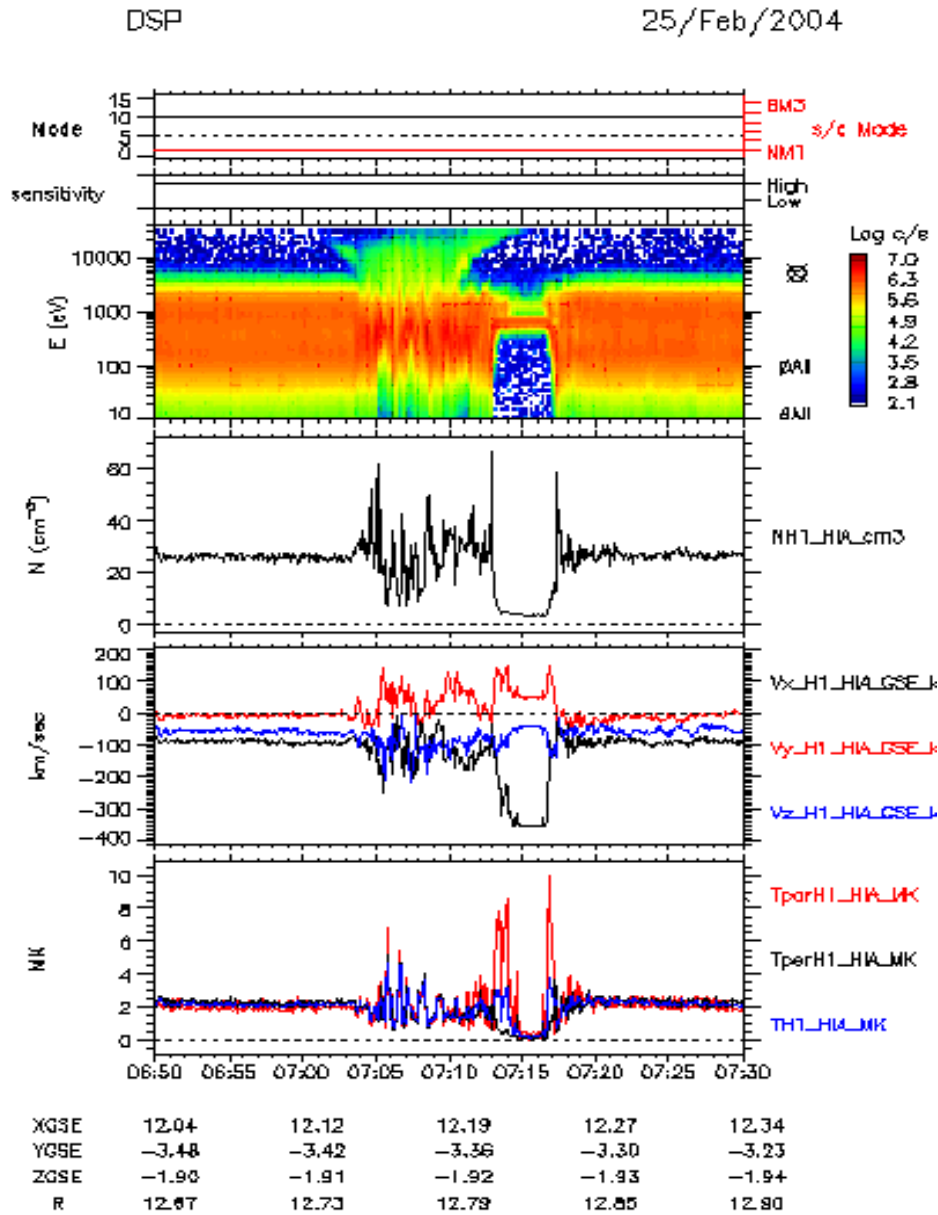 DSP 25/Feb/2004
Mode 15 10 5 0 BM3 NM1 s/c Mode
sensitivity High Low
E [eV] 10000 1000 100 10
Log c/e 7.0 6.3 5.6 4.9 4.2 3.5 2.8 2.1
N (cm⁻³) 60 40 20 0 NH1_HIA_cm3
km/sec 200 100 0 −100 −200 −300 −400
Vx_H1_HIA_GSE_k
Vy_H1_HIA_GSE_k
Vz_H1_HIA_GSE_k
MK 10 8 6 4 2 0
TparH1_HIA_MK
TperH1_HIA_MK
TH1_HIA_MK
06:50 06:55 07:00 07:05 07:10 07:15 07:20 07:25 07:30
XGSE 12.04 12.12 12.19 12.27 12.34
YGSE −3.48 −3.42 −3.36 −3.30 −3.23
ZGSE −1.90 −1.91 −1.92 −1.93 −1.94
R 12.67 12.73 12.79 12.85 12.90